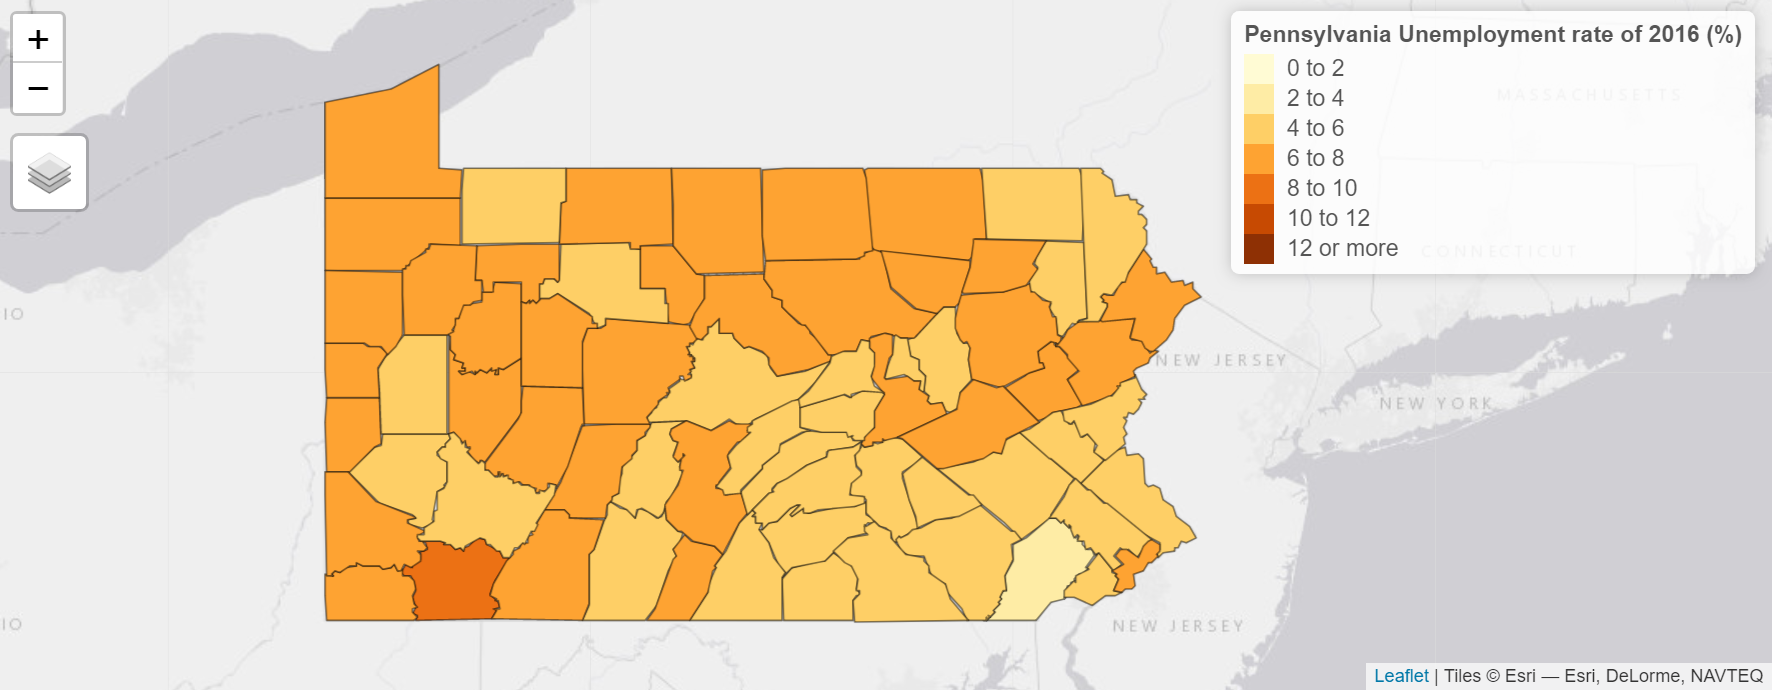 +
−
Pennsylvania Unemployment rate of 2016 (%)
0 to 2
2 to 4
4 to 6
6 to 8
8 to 10
10 to 12
12 or more
MASSACHUSETTS
CONNECTICUT
IO
NEW JERSEY
NEW YORK
IO
NEW JERSEY
Leaflet | Tiles © Esri — Esri, DeLorme, NAVTEQ